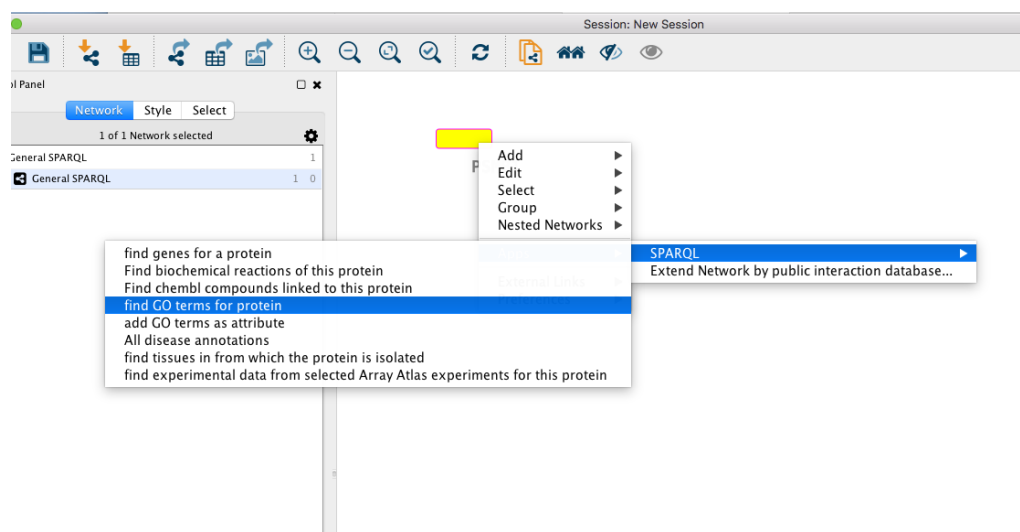 Session: New Session
ol Panel
Network Style Select
1 of 1 Network selected
General SPARQL 1
General SPARQL 1 0
P
Add
Edit
Select
Group
Nested Networks
Apps
External Links
Preferences
SPARQL
Extend Network by public interaction database...
find genes for a protein
Find biochemical reactions of this protein
Find chembl compounds linked to this protein
find GO terms for protein
add GO terms as attribute
All disease annotations
find tissues in from which the protein is isolated
find experimental data from selected Array Atlas experiments for this protein